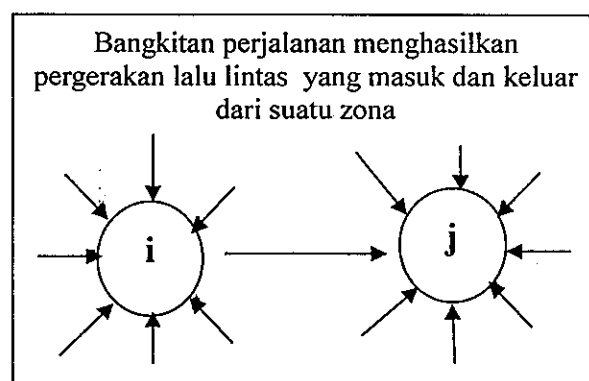 Bangkitan perjalanan menghasilkan
pergerakan lalu lintas yang masuk dan keluar
dari suatu zona
i
j